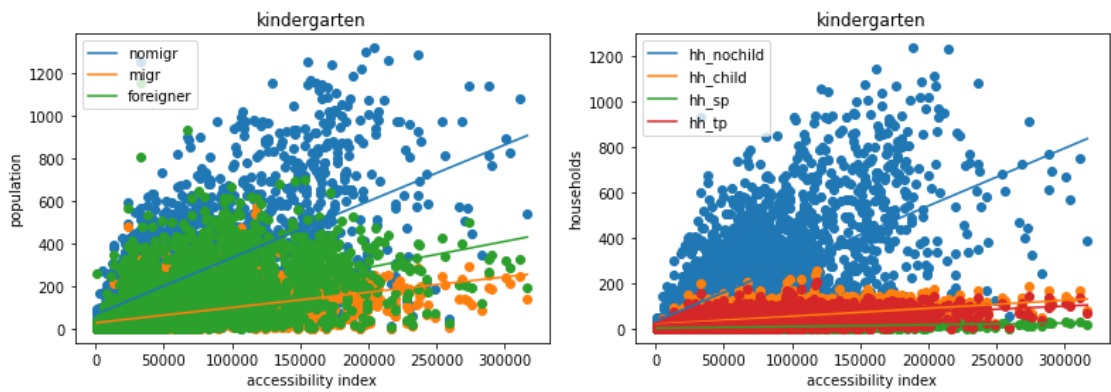 kindergarten
nomigr
migr
foreigner
population
1200
1000
800
600
400
200
0
0 50000 100000 150000 200000 250000 300000
accessibility index
kindergarten
hh_nochild
hh_child
hh_sp
hh_tp
households
1200
1000
800
600
400
200
0
0 50000 100000 150000 200000 250000 300000
accessibility index